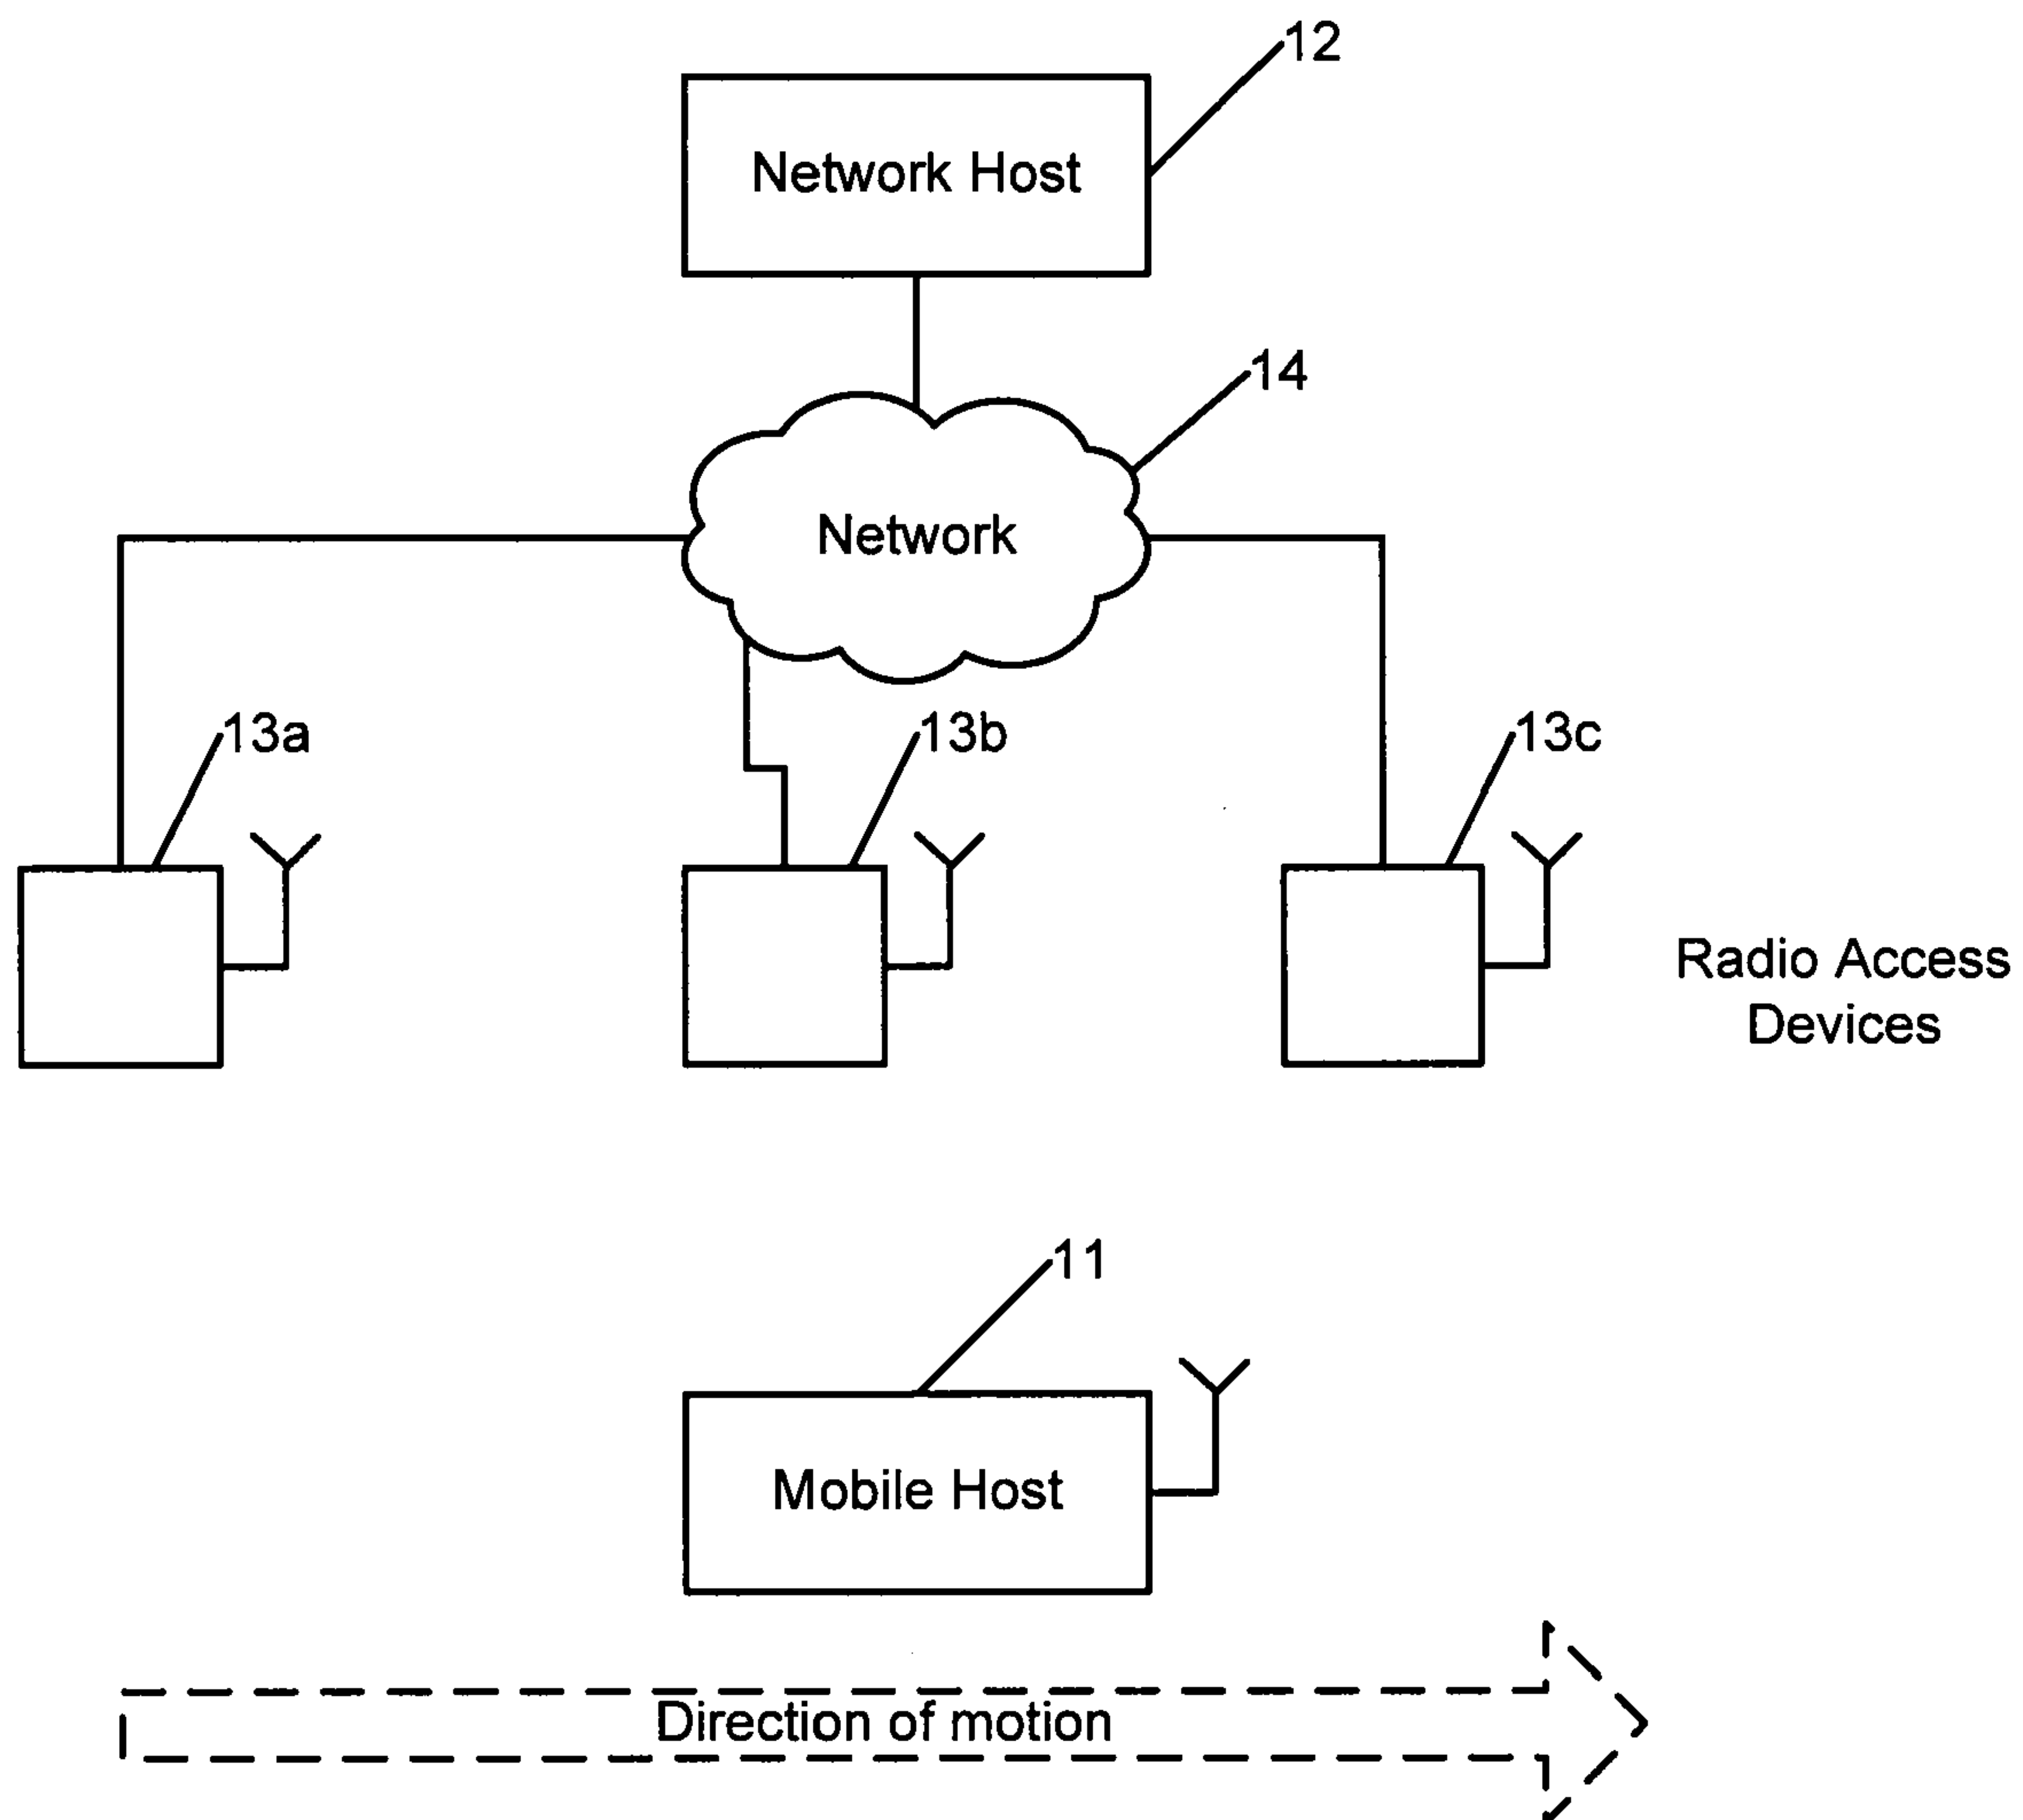 12
Network Host
14
Network
13a
13b
13c
Radio Access
Devices
11
Mobile Host
Direction of motion